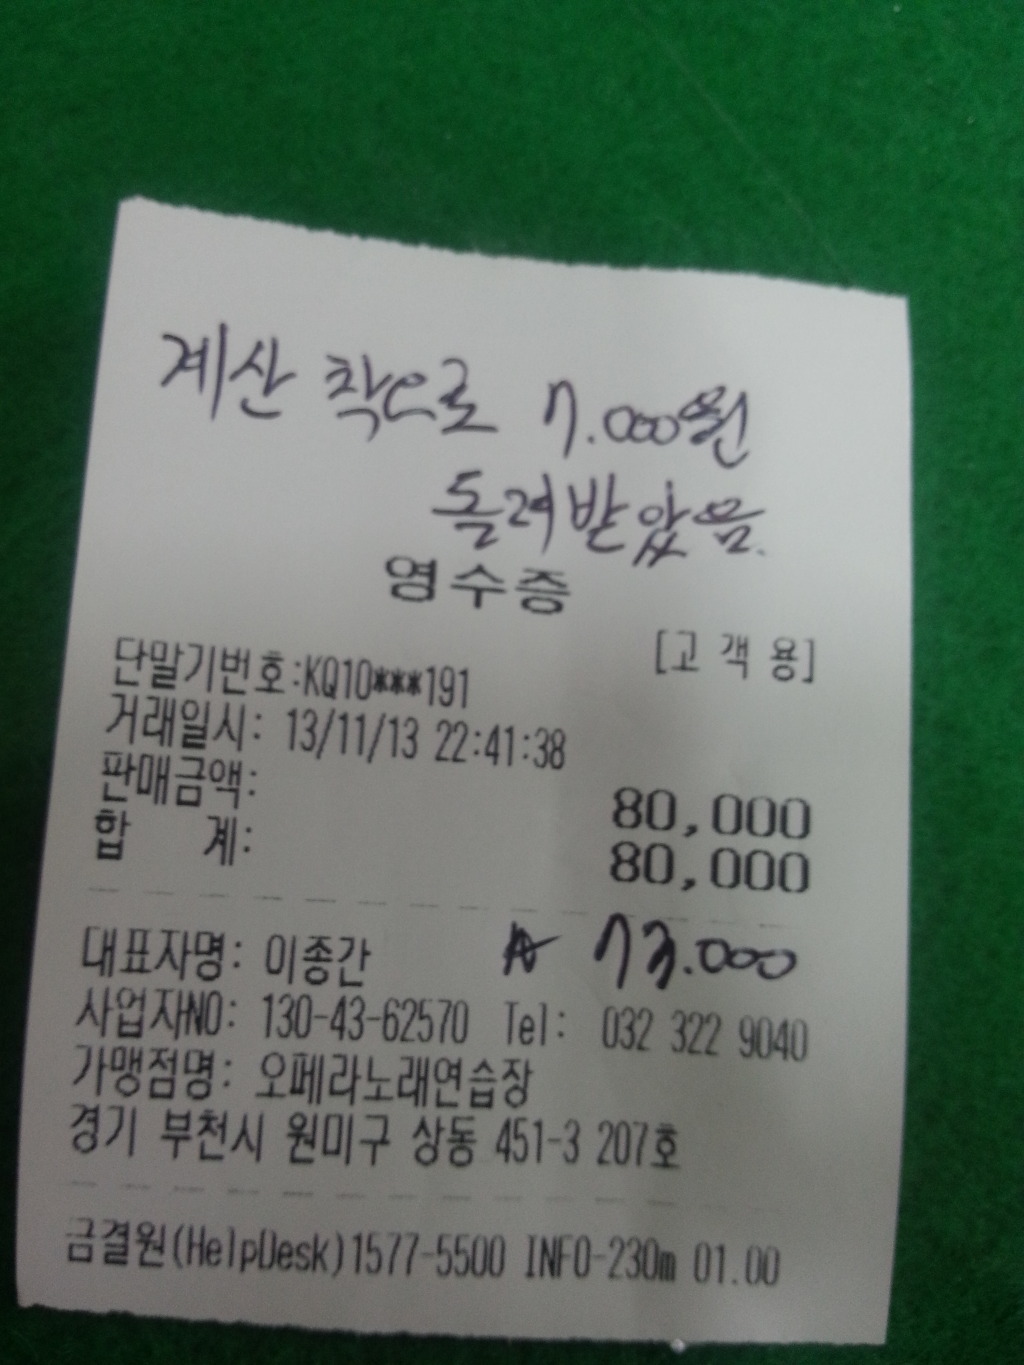 계산 착으로 7.000원
돌려받았음.
영수증
[고 객 용]
단말기번호:KQ10***191
거래일시: 13/11/13 22:41:38
판매금액: 80,000
합 계: 80,000
₩ 73.000
대표자명: 이종간
사업자NO: 130-43-62570 Tel: 032 322 9040
가맹점명: 오페라노래연습장
경기 부천시 원미구 상동 451-3 207호
금결원(HelpDesk)1577-5500 INFO-230m 01.00